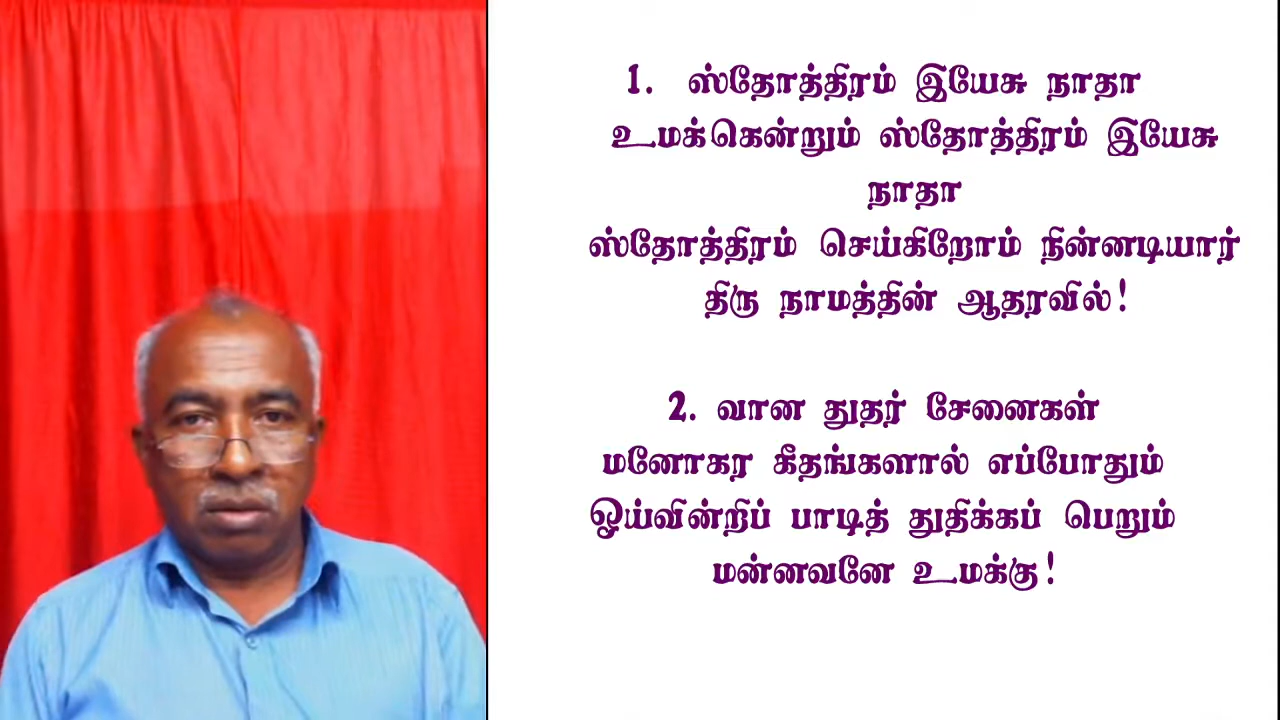 1. ஸ்தோத்திரம் இயேசு நாதா
உமக்கென்றும் ஸ்தோத்திரம் இயேசு
நாதா
ஸ்தோத்திரம் செய்கிறோம் நின்னடியார்
திரு நாமத்தின் ஆதரவில்!
2. வான துதர் சேனைகள்
மனோகர கீதங்களால் எப்போதும்
ஓய்வின்றிப் பாடித் துதிக்கப் பெறும்
மன்னவனே உமக்கு!